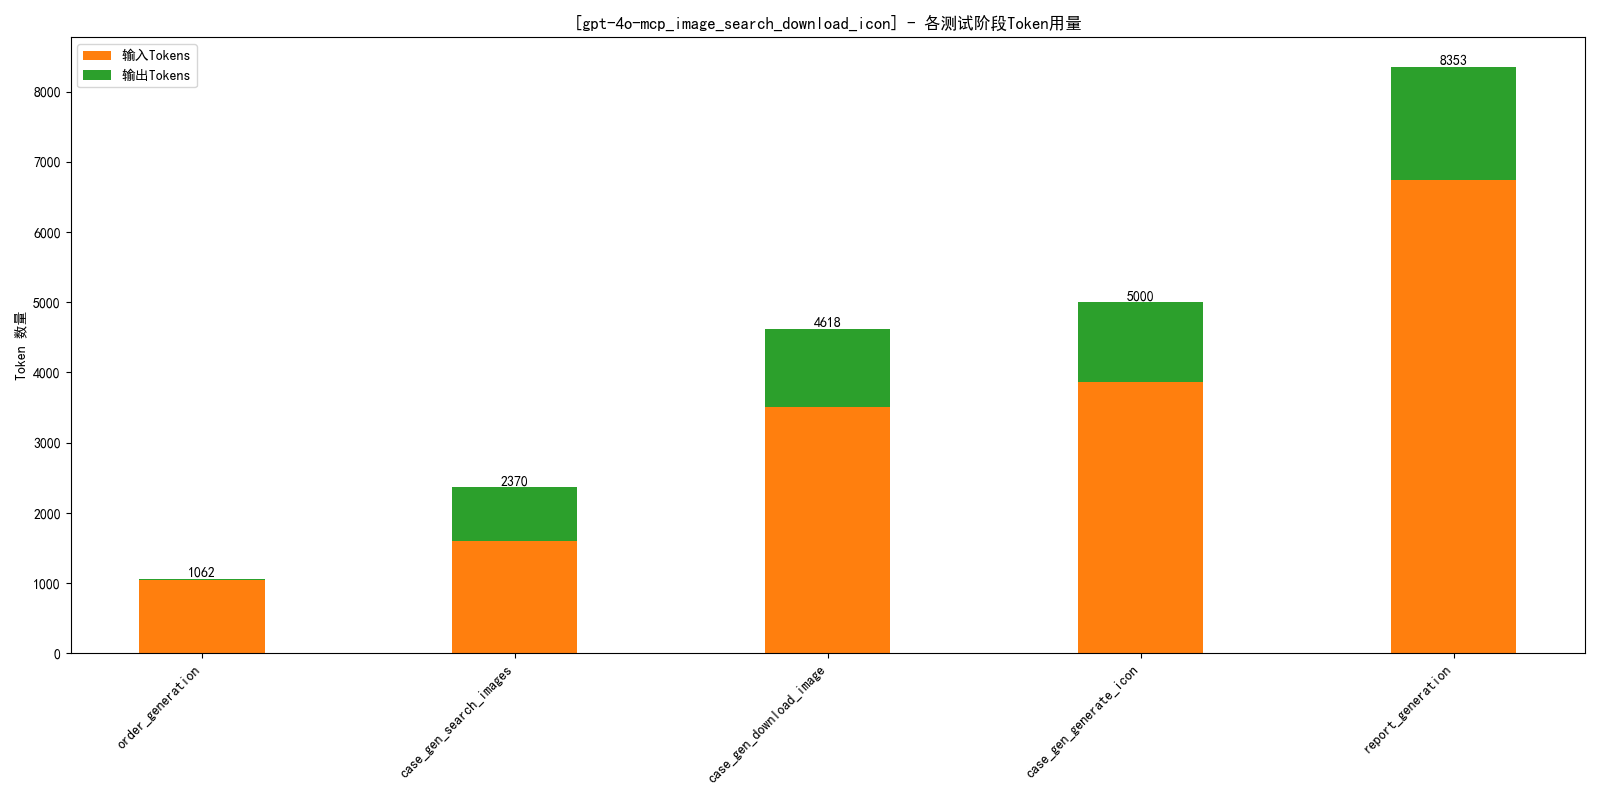 [gpt-4o-mcp_image_search_download_icon] - 各测试阶段Token用量
输入Tokens
输出Tokens
Token 数量
8000
7000
6000
5000
4000
3000
2000
1000
0
1062
2370
4618
5000
8353
order_generation
case_gen_search_images
case_gen_download_image
case_gen_generate_icon
report_generation